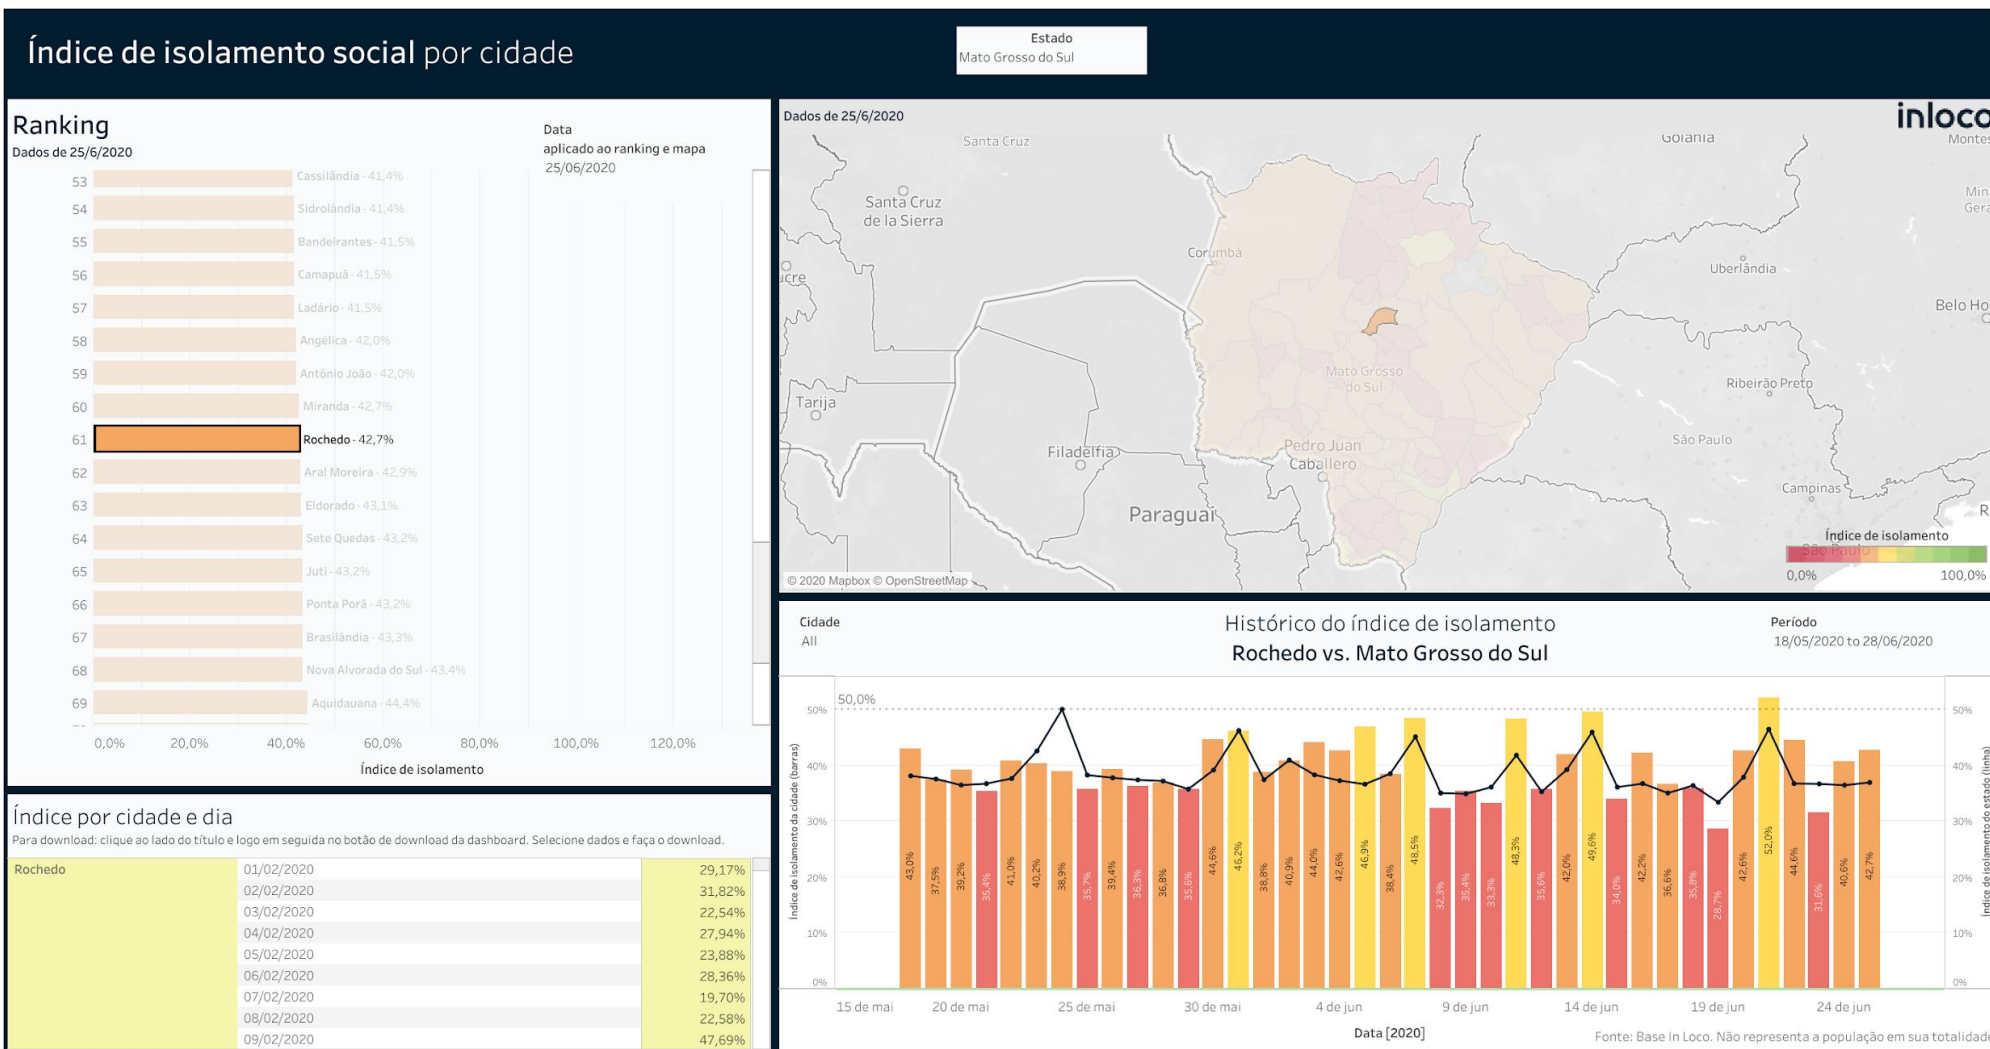 Índice de isolamento social por cidade
Estado
Mato Grosso do Sul
Ranking
Dados de 25/6/2020
Data
aplicado ao ranking e mapa
25/06/2020
53 Cassilândia - 41,4%
54 Sidrolândia - 41,4%
55 Bandeirantes - 41,5%
56 Camapuã - 41,5%
57 Ladário - 41,5%
58 Angélica - 42,0%
59 Antônio João - 42,0%
60 Miranda - 42,7%
61 Rochedo - 42,7%
62 Aral Moreira - 42,9%
63 Eldorado - 43,1%
64 Sete Quedas - 43,2%
65 Juti - 43,2%
66 Ponta Porã - 43,2%
67 Brasilândia - 43,3%
68 Nova Alvorada do Sul - 43,4%
69 Aquidauana - 44,4%
0,0% 20,0% 40,0% 60,0% 80,0% 100,0% 120,0%
Índice de isolamento
Índice por cidade e dia
Para download: clique ao lado do título e logo em seguida no botão de download da dashboard. Selecione dados e faça o download.
Rochedo 01/02/2020 29,17%
02/02/2020 31,82%
03/02/2020 22,54%
04/02/2020 27,94%
05/02/2020 23,88%
06/02/2020 28,36%
07/02/2020 19,70%
08/02/2020 22,58%
09/02/2020 47,69%
Dados de 25/6/2020
inloco
Santa Cruz
Goiânia
Montes
Santa Cruz
de la Sierra
Min
Gera
Corumbá
ucre
Uberlândia
Belo Ho
Mato Grosso
do Sul
Ribeirão Preto
Tarija
São Paulo
Filadélfia
Pedro Juan
Caballero
Campinas
Paraguai
R
Índice de isolamento
São Paulo
0,0% 100,0%
© 2020 Mapbox © OpenStreetMap
Cidade
All
Histórico do índice de isolamento
Rochedo vs. Mato Grosso do Sul
Período
18/05/2020 to 28/06/2020
50,0%
Índice de isolamento da cidade (barras)
50%
40%
30%
20%
10%
0%
43,0% 37,5% 39,2% 35,4% 41,0% 40,2% 38,9% 35,7% 39,4% 36,3% 36,8% 35,6% 44,6% 46,2% 38,8% 40,9% 44,0% 42,6% 46,9% 38,4% 48,5% 32,3% 35,4% 33,3% 48,3% 35,6% 42,0% 49,6% 34,0% 42,2% 36,6% 35,8% 28,7% 42,6% 52,0% 44,6% 31,6% 40,6% 42,7%
50%
40%
30%
20%
10%
0%
Índice de isolamento do estado (linha)
15 de mai 20 de mai 25 de mai 30 de mai 4 de jun 9 de jun 14 de jun 19 de jun 24 de jun
Data [2020]
Fonte: Base In Loco. Não representa a população em sua totalidade